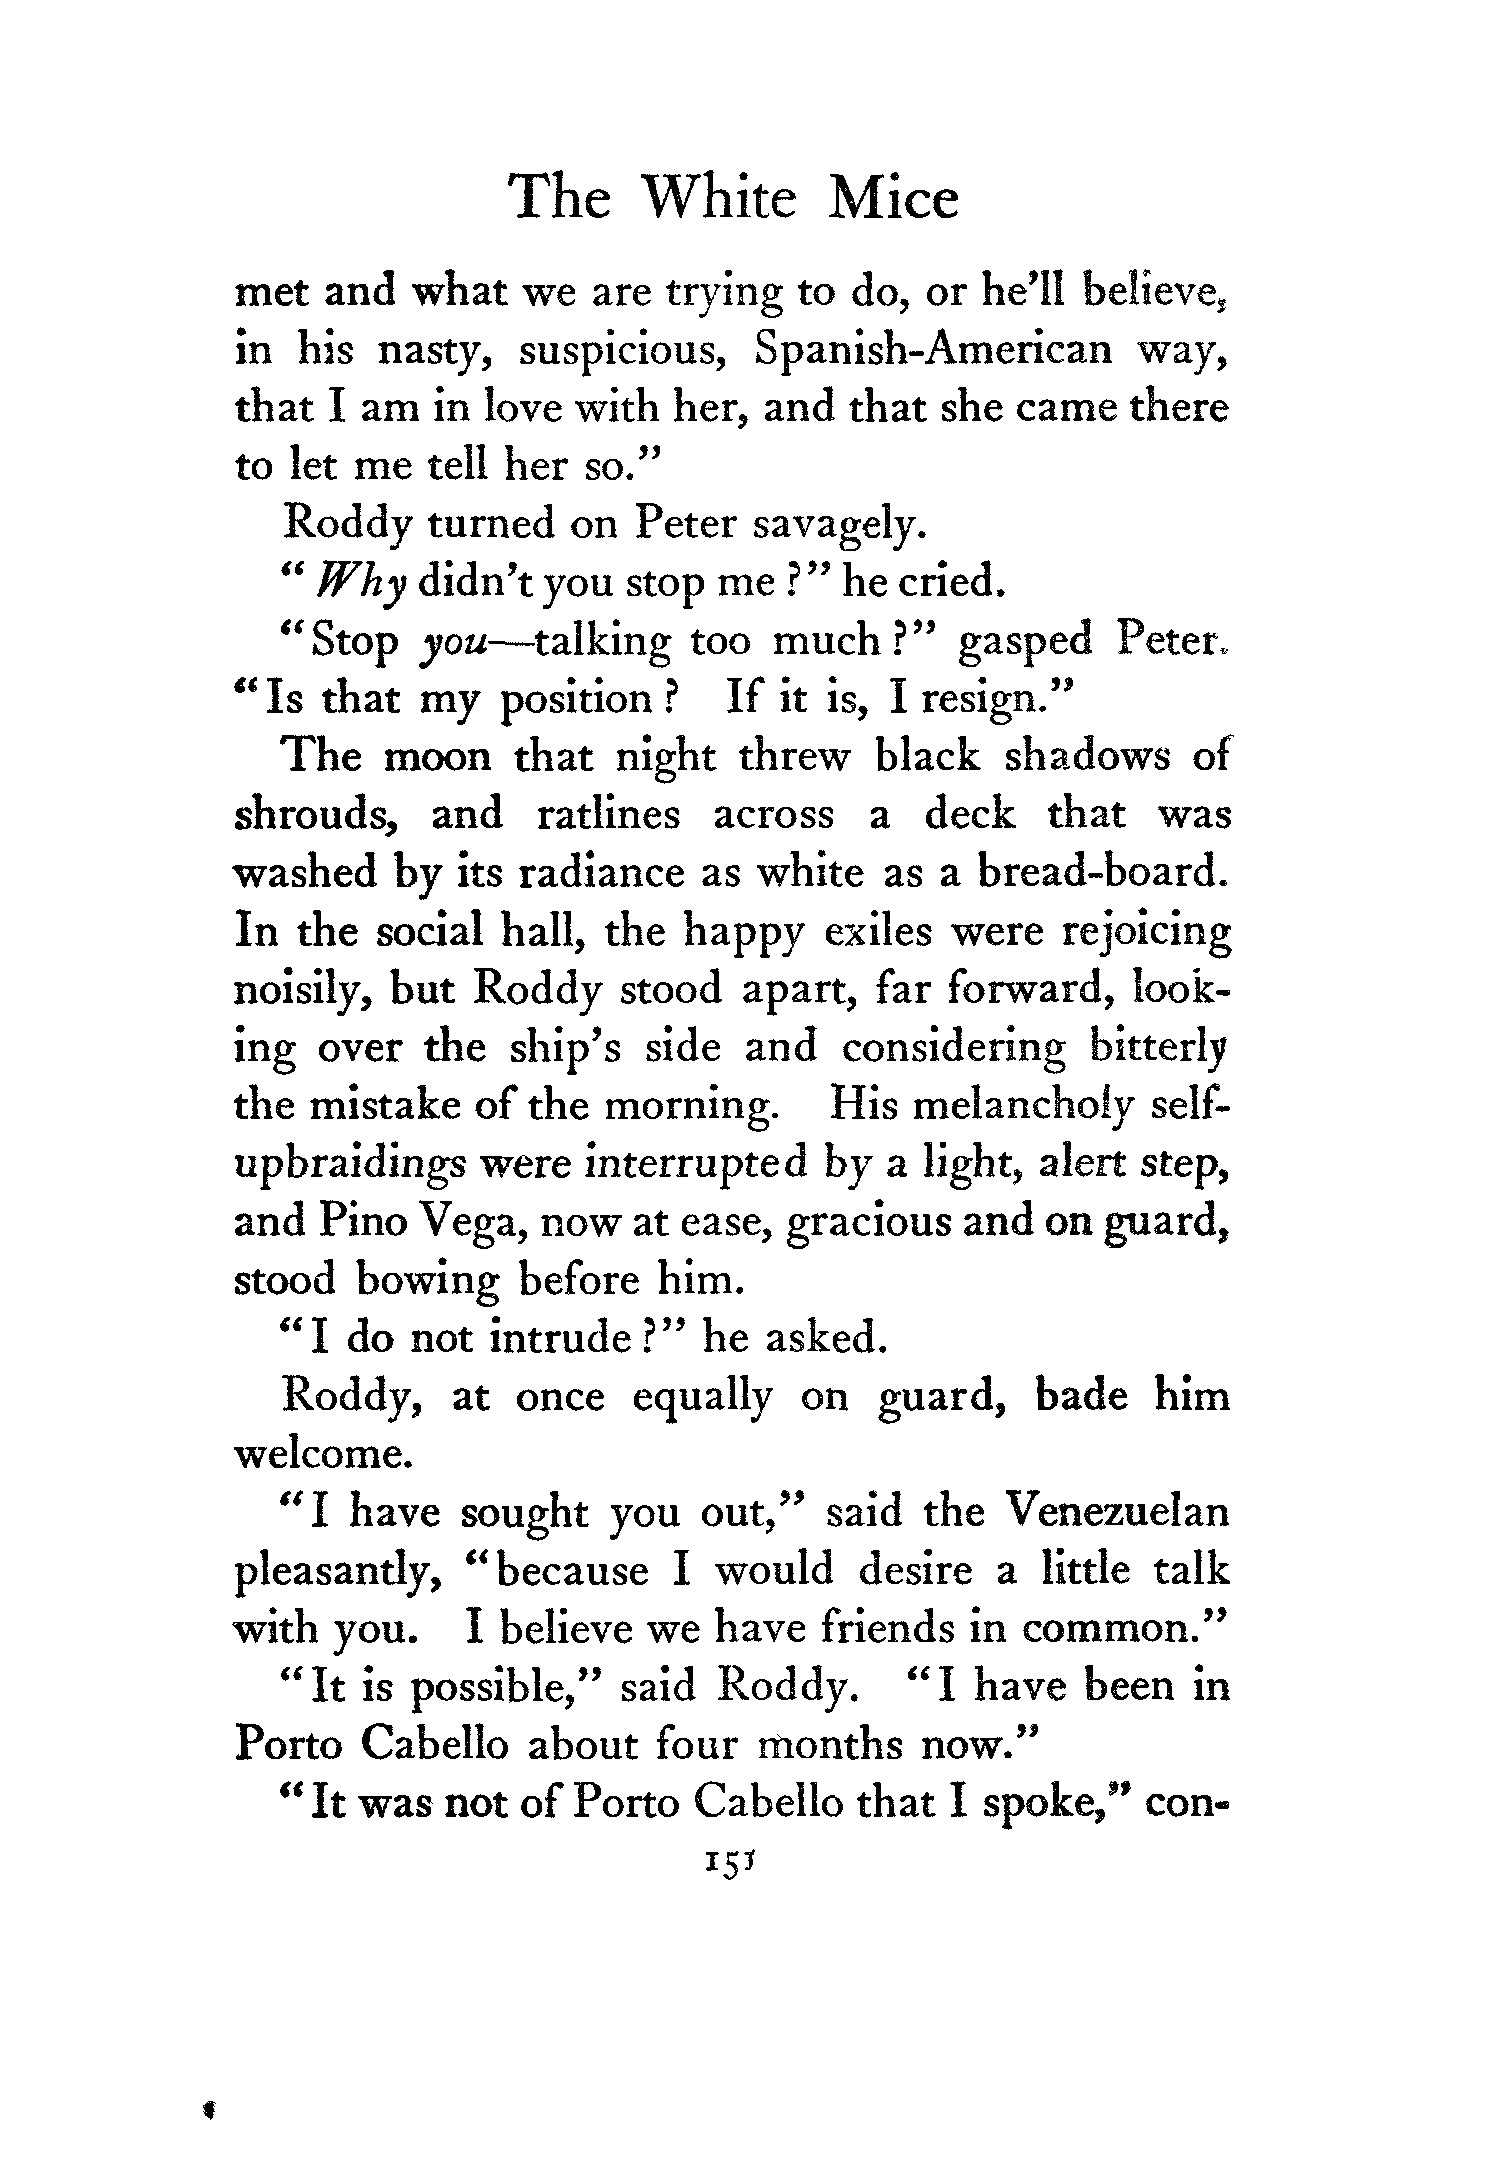 The White Mice
met and what we are trying to do, or he'll believe,
in his nasty, suspicious, Spanish-American way,
that I am in love with her, and that she came there
to let me tell her so."
Roddy turned on Peter savagely.
"Why didn't you stop me?" he cried.
"Stop you—talking too much?" gasped Peter.
"Is that my position? If it is, I resign."
The moon that night threw black shadows of
shrouds, and ratlines across a deck that was
washed by its radiance as white as a bread-board.
In the social hall, the happy exiles were rejoicing
noisily, but Roddy stood apart, far forward, look-
ing over the ship's side and considering bitterly
the mistake of the morning. His melancholy self-
upbraidings were interrupted by a light, alert step,
and Pino Vega, now at ease, gracious and on guard,
stood bowing before him.
"I do not intrude?" he asked.
Roddy, at once equally on guard, bade him
welcome.
"I have sought you out," said the Venezuelan
pleasantly, "because I would desire a little talk
with you. I believe we have friends in common."
"It is possible," said Roddy. "I have been in
Porto Cabello about four months now."
"It was not of Porto Cabello that I spoke," con-
151